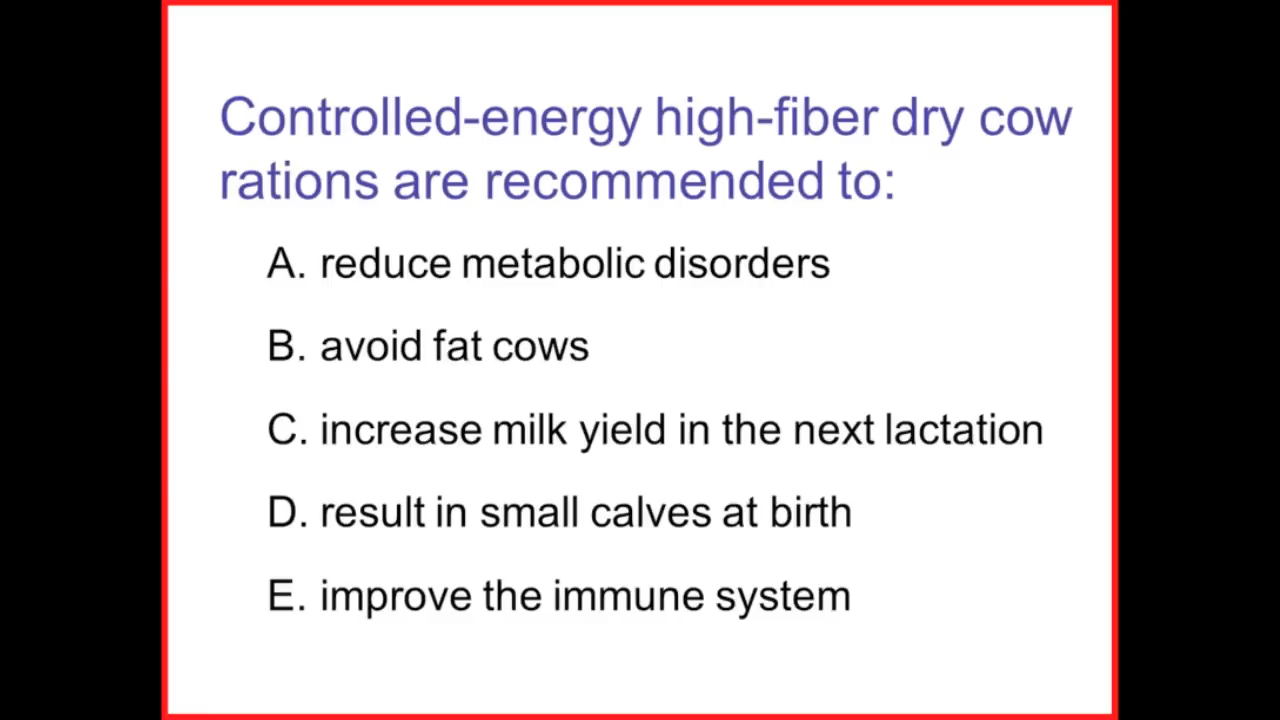 Controlled-energy high-fiber dry cow
rations are recommended to:
A. reduce metabolic disorders
B. avoid fat cows
C. increase milk yield in the next lactation
D. result in small calves at birth
E. improve the immune system